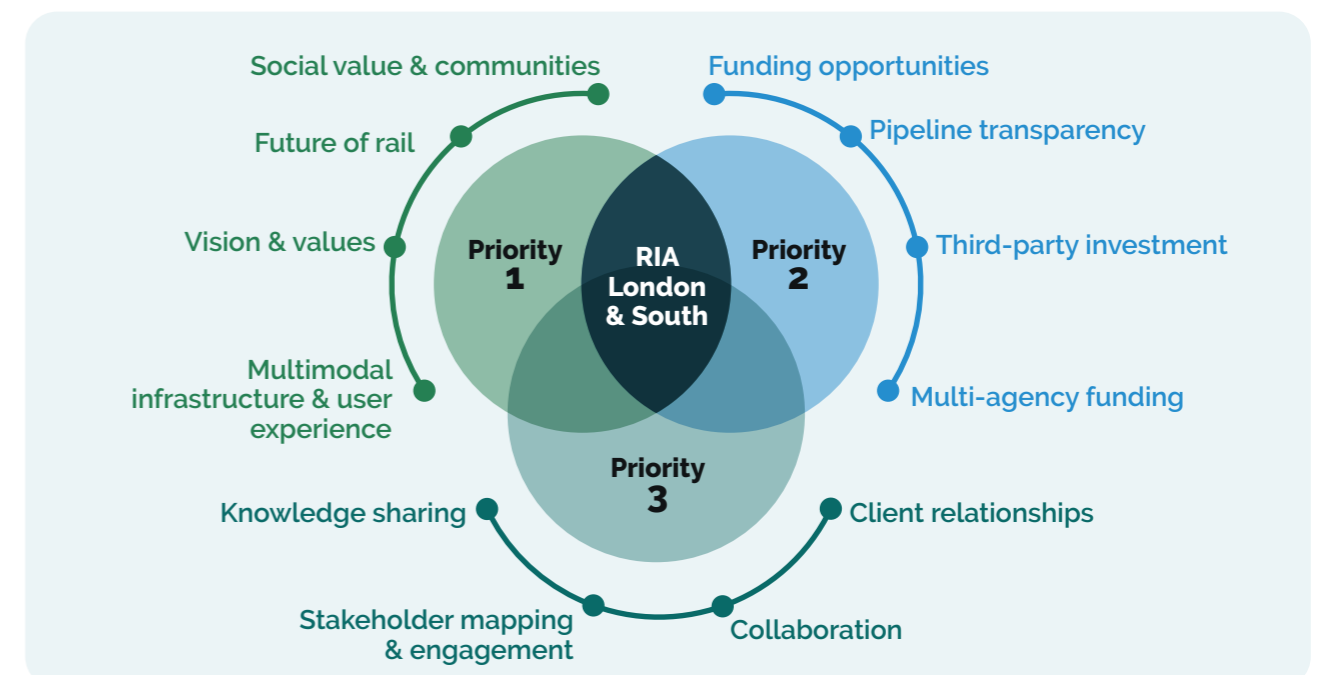 Social value & communities
Future of rail
Vision & values
Multimodal
infrastructure & user
experience
Funding opportunities
Pipeline transparency
Third-party investment
Multi-agency funding
Priority
1
RIA
London
& South
Priority
2
Priority
3
Knowledge sharing
Stakeholder mapping
& engagement
Collaboration
Client relationships